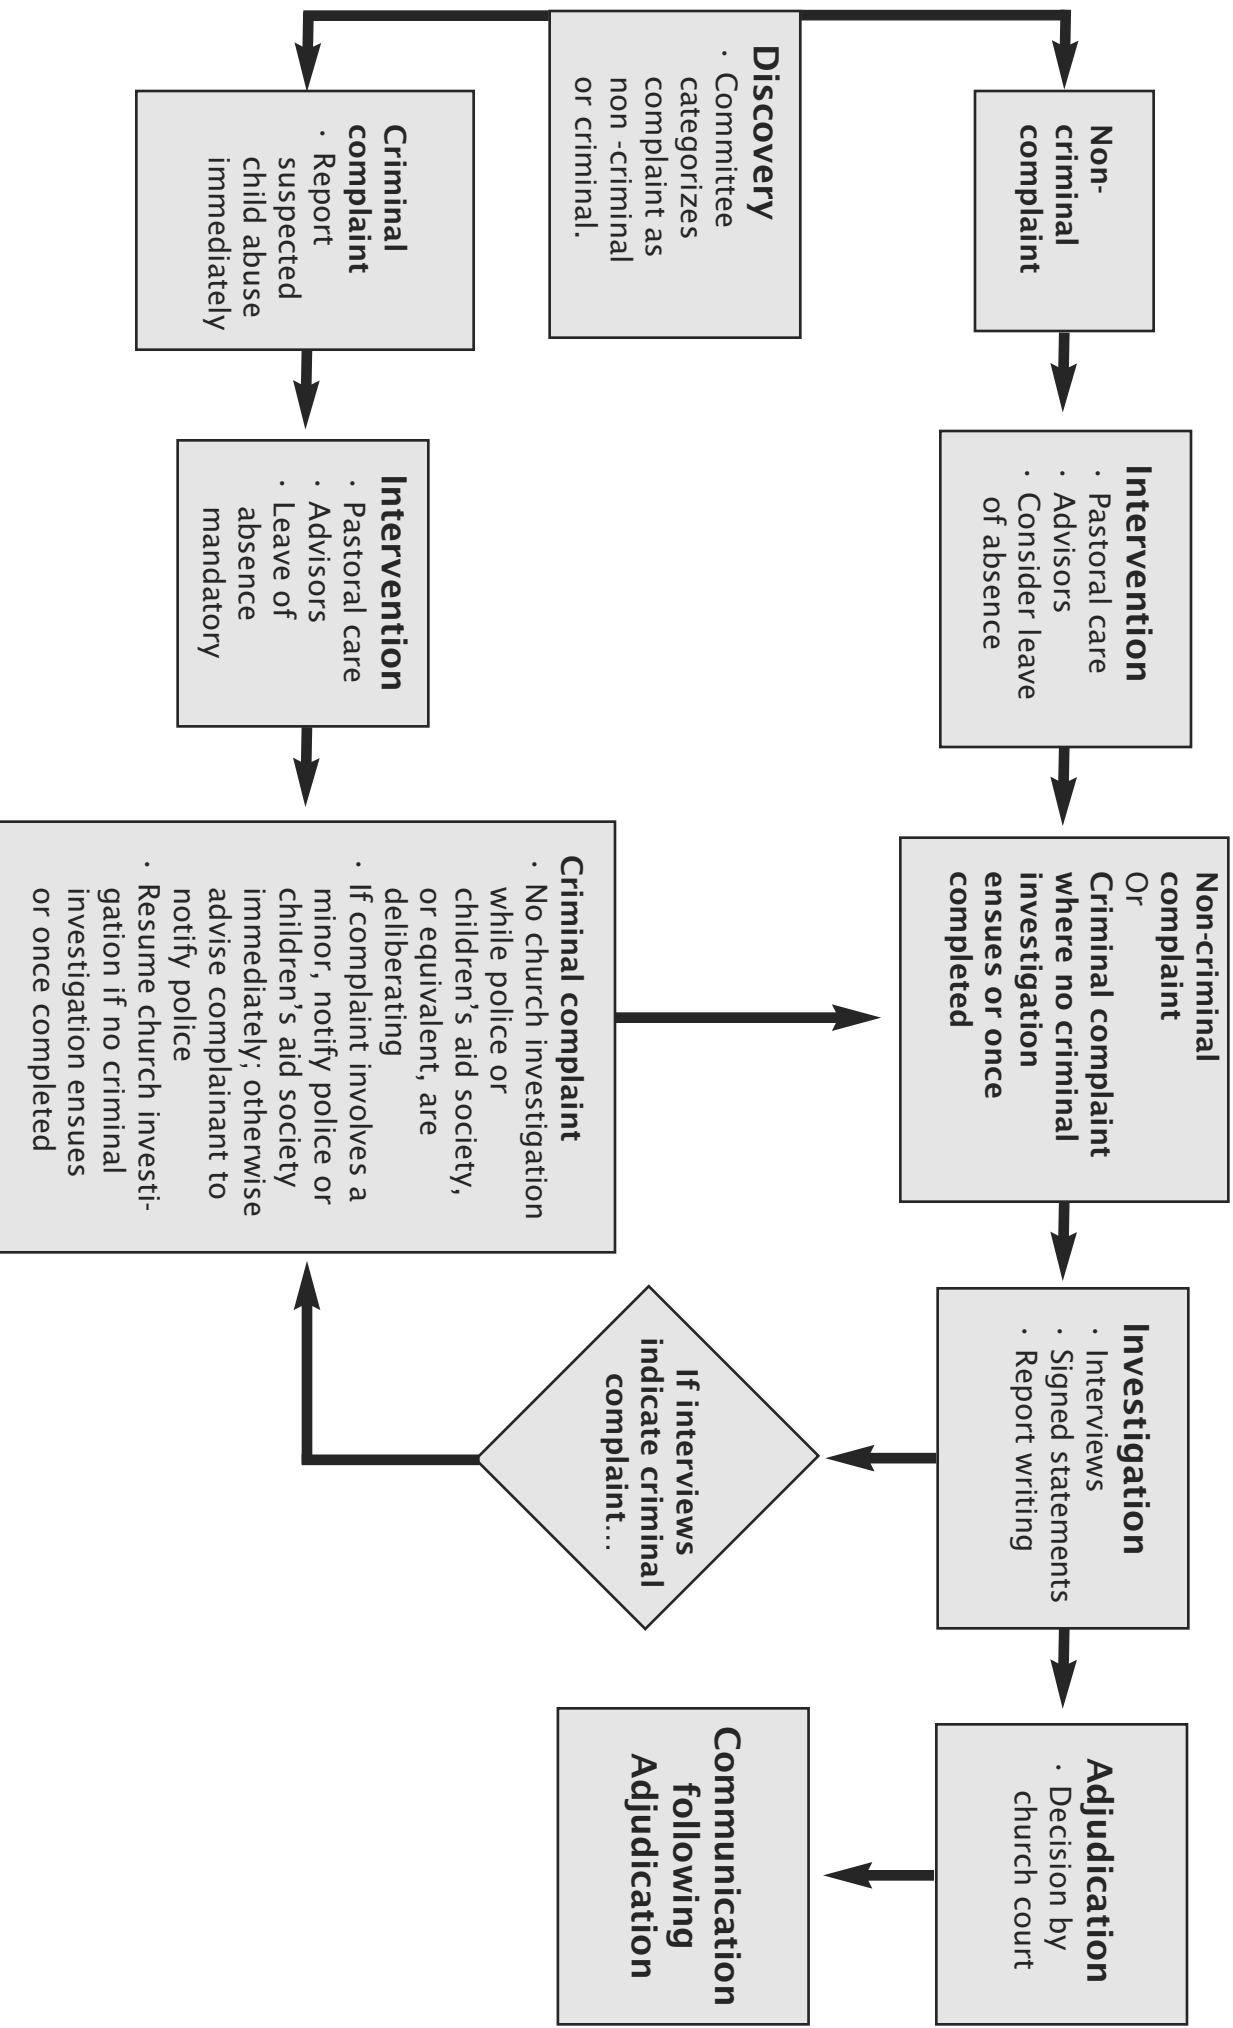 Discovery
· Committee
categorizes
complaint as
non -criminal
or criminal.
Non-
criminal
complaint
Intervention
· Pastoral care
· Advisors
· Consider leave
of absence
Non-criminal
complaint
Or
Criminal complaint
where no criminal
investigation
ensues or once
completed
Investigation
· Interviews
· Signed statements
· Report writing
Adjudication
· Decision by
church court
Communication
following
Adjudication
If interviews
indicate criminal
complaint...
Criminal
complaint
· Report
suspected
child abuse
immediately
Intervention
· Pastoral care
· Advisors
· Leave of
absence
mandatory
Criminal complaint
· No church investigation
while police or
children’s aid society,
or equivalent, are
deliberating
· If complaint involves a
minor, notify police or
children’s aid society
immediately; otherwise
advise complainant to
notify police
· Resume church investi-
gation if no criminal
investigation ensues
or once completed